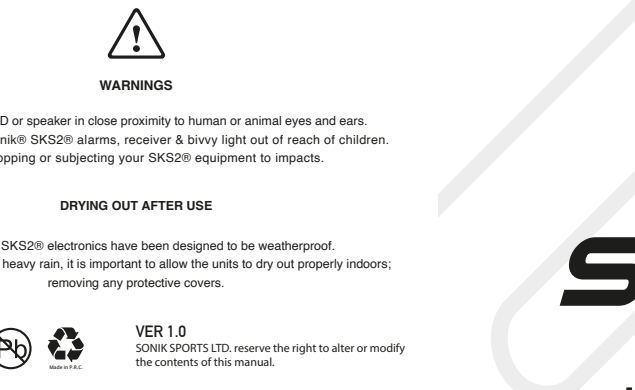 WARNINGS
D or speaker in close proximity to human or animal eyes and ears.
nik® SKS2® alarms, receiver & bivvy light out of reach of children.
opping or subjecting your SKS2® equipment to impacts.
DRYING OUT AFTER USE
SKS2® electronics have been designed to be weatherproof.
heavy rain, it is important to allow the units to dry out properly indoors;
removing any protective covers.
Pb
Made in P.R.C.
VER 1.0
SONIK SPORTS LTD. reserve the right to alter or modify
the contents of this manual.
S